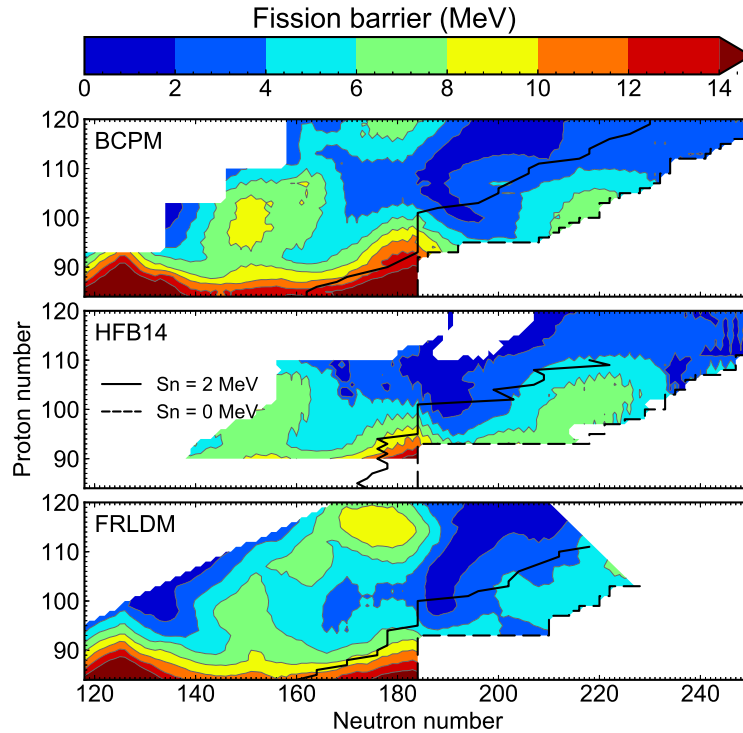 Fission barrier (MeV)
0 2 4 6 8 10 12 14
120
BCPM
110
100
90
120
HFB14
110
Sn = 2 MeV
100
Sn = 0 MeV
90
Proton number
120
FRLDM
110
100
90
120 140 160 180 200 220 240
Neutron number